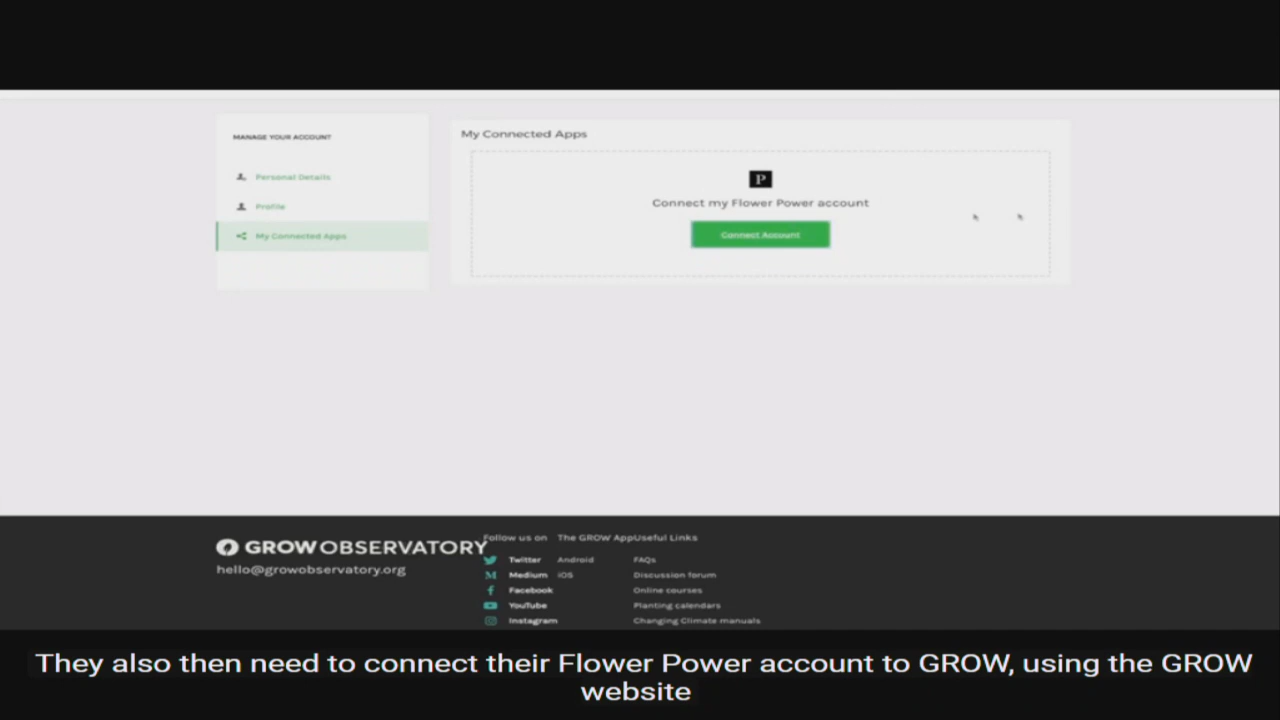 MANAGE YOUR ACCOUNT
Personal Details
Profile
My Connected Apps
My Connected Apps
P
Connect my Flower Power account
Connect Account
GROWOBSERVATORY
hello@growobservatory.org
Follow us on
Twitter
Medium
Facebook
YouTube
Instagram
The GROW App
Android
iOS
Useful Links
FAQs
Discussion forum
Online courses
Planting calendars
Changing Climate manuals
They also then need to connect their Flower Power account to GROW, using the GROW
website